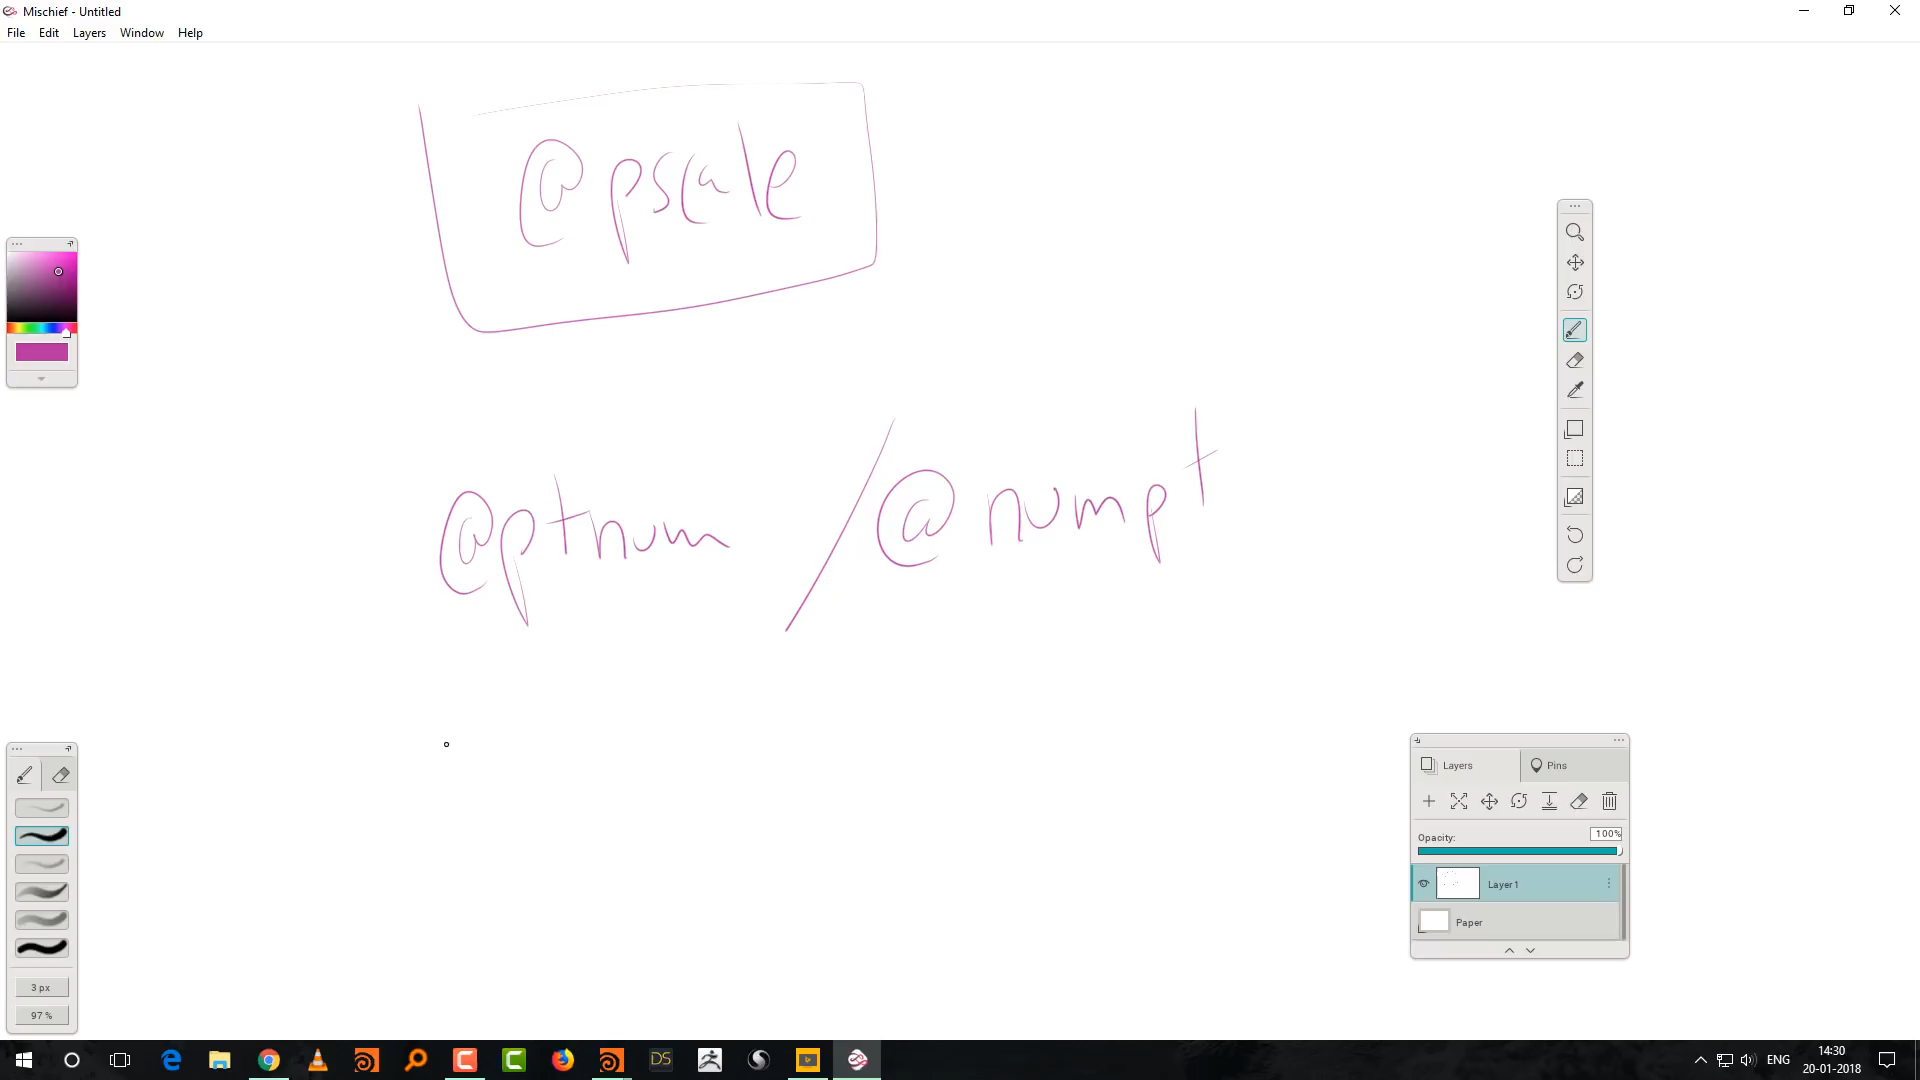 Mischief - Untitled
File Edit Layers Window Help
@pscale
@ptnum / @numpt
Layers Pins
Opacity: 100%
Layer 1
Paper
3 px
97 %
DS
ENG
14:30
20-01-2018